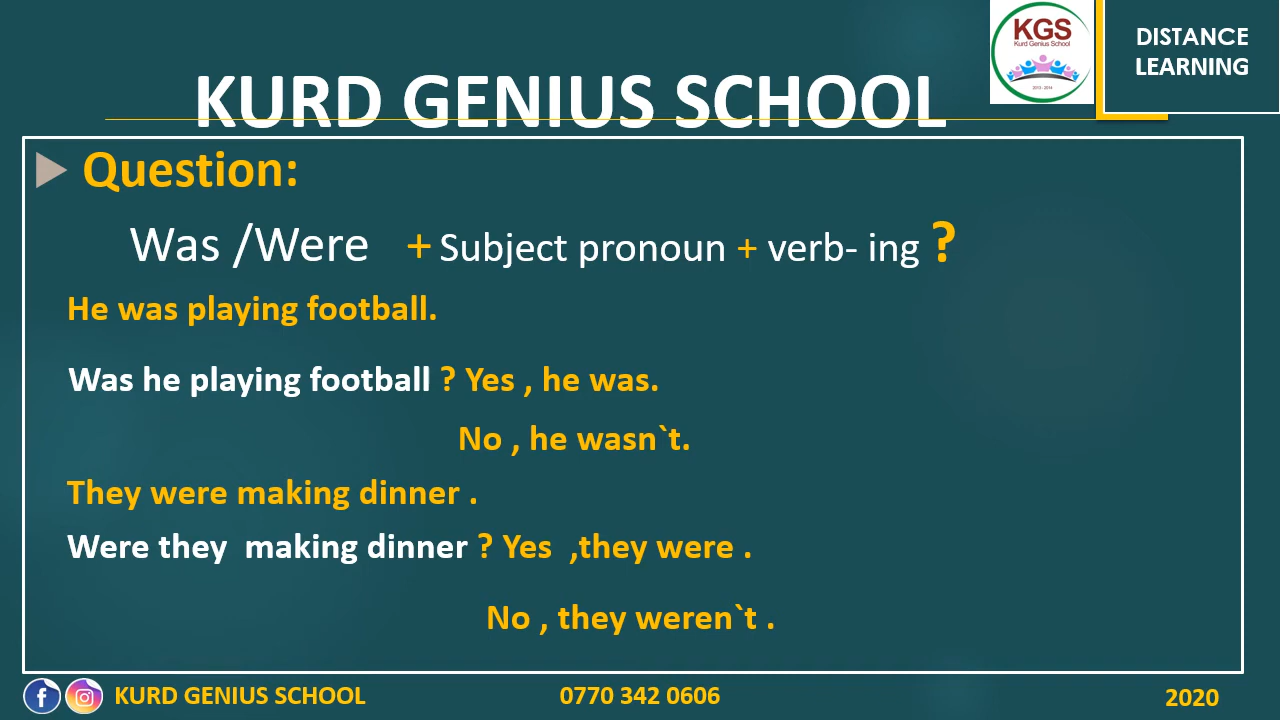 KGS
Kurd Genius School
2013 - 2014
DISTANCE
LEARNING
KURD GENIUS SCHOOL
Question:
Was /Were + Subject pronoun + verb- ing ?
He was playing football.
Was he playing football ? Yes , he was.
No , he wasn`t.
They were making dinner .
Were they making dinner ? Yes ,they were .
No , they weren`t .
KURD GENIUS SCHOOL
0770 342 0606
2020